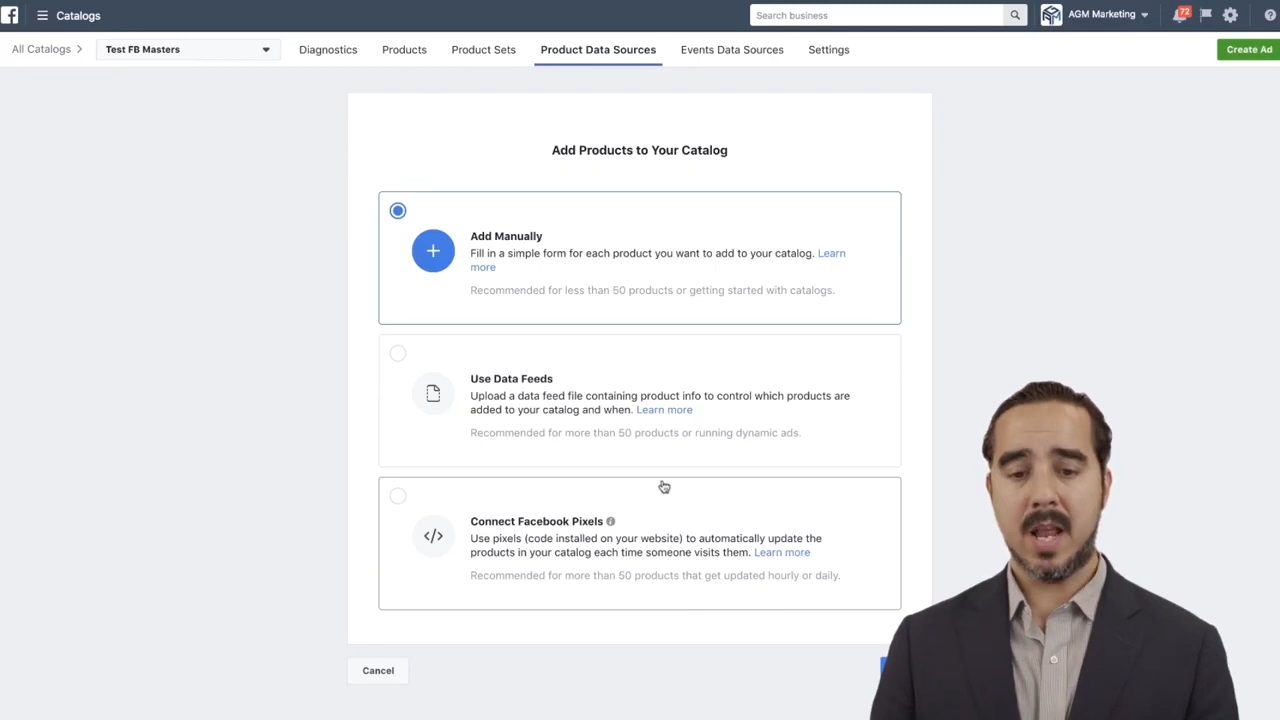 Catalogs
Search business
AGM Marketing
72
All Catalogs
Test FB Masters
Diagnostics
Products
Product Sets
Product Data Sources
Events Data Sources
Settings
Create Ad
Add Products to Your Catalog
Add Manually
Fill in a simple form for each product you want to add to your catalog. Learn
more
Recommended for less than 50 products or getting started with catalogs.
Use Data Feeds
Upload a data feed file containing product info to control which products are
added to your catalog and when. Learn more
Recommended for more than 50 products or running dynamic ads.
Connect Facebook Pixels
Use pixels (code installed on your website) to automatically update the
products in your catalog each time someone visits them. Learn more
Recommended for more than 50 products that get updated hourly or daily.
Cancel